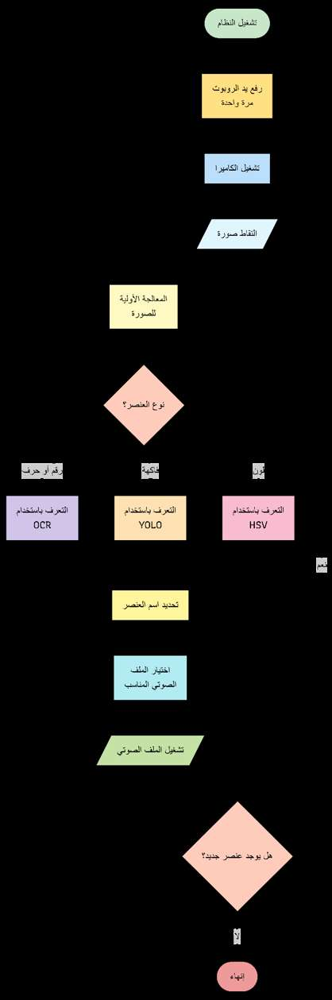 تشغيل النظام
رفع يد الروبوت
مرة واحدة
تشغيل الكاميرا
التقاط صورة
المعالجة الأولية
للصورة
نوع العنصر؟
لون
فاكهة
رقم أو حرف
التعرف باستخدام
HSV
التعرف باستخدام
YOLO
التعرف باستخدام
OCR
نعم
تحديد اسم العنصر
اختيار الملف
الصوتي المناسب
تشغيل الملف الصوتي
هل يوجد عنصر جديد؟
لا
إنهاء